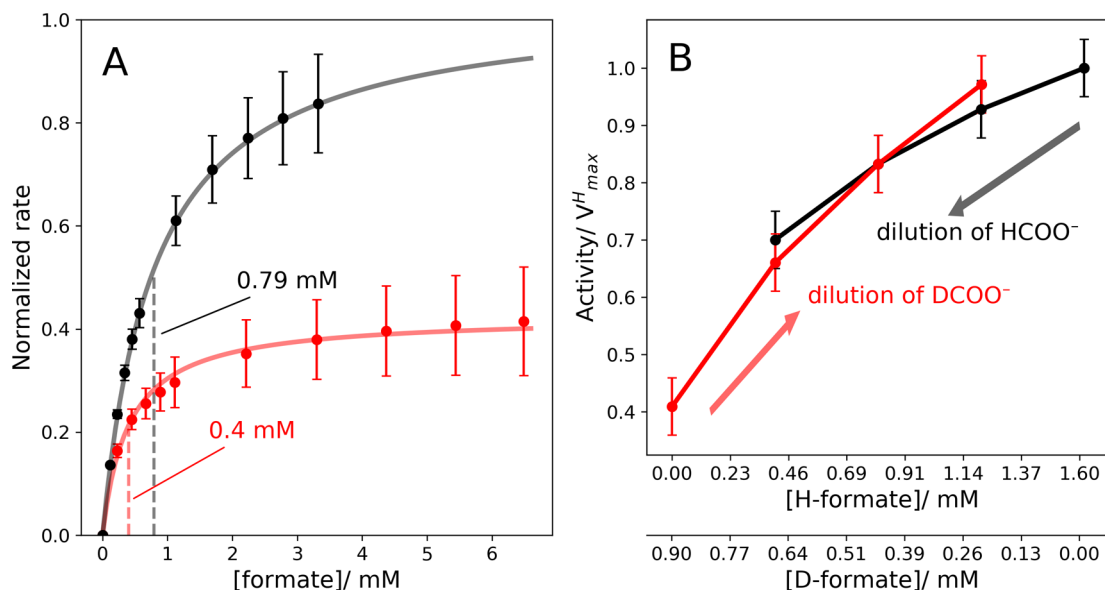 A
Normalized rate
1.0
0.8
0.6
0.4
0.2
0.0
0.79 mM
0.4 mM
0 1 2 3 4 5 6
[formate]/ mM
B
Activity/ V^H_max
1.0
0.9
0.8
0.7
0.6
0.5
0.4
dilution of HCOO⁻
dilution of DCOO⁻
0.00 0.23 0.46 0.69 0.91 1.14 1.37 1.60
[H-formate]/ mM
0.90 0.77 0.64 0.51 0.39 0.26 0.13 0.00
[D-formate]/ mM